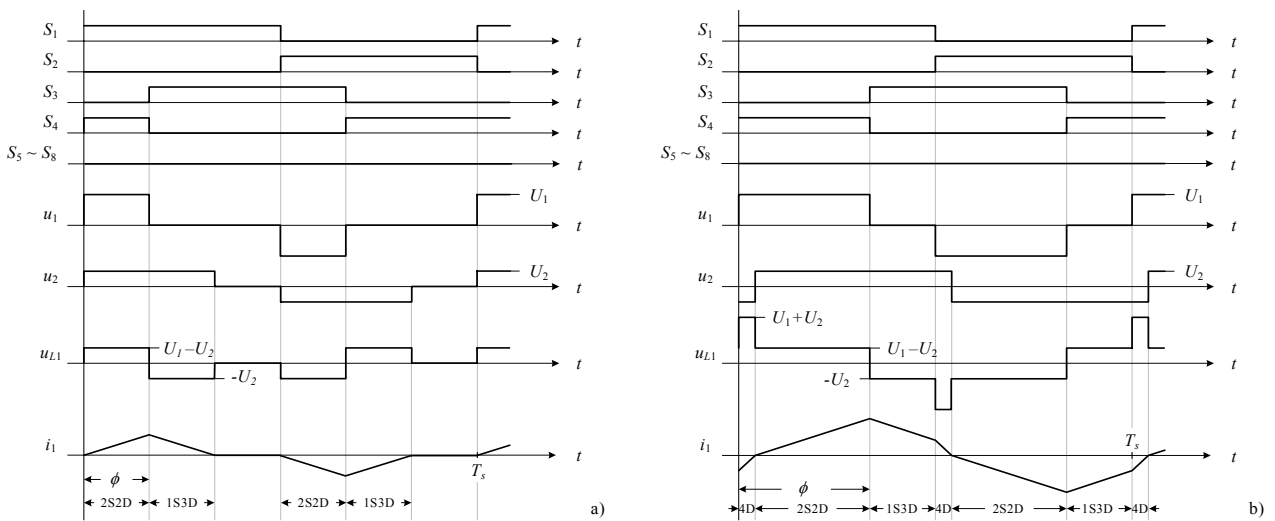 S1 t
S2 t
S3 t
S4 t
S5 ~ S8 t
u1 U1 t
u2 U2 t
uL1 U1–U2 -U2 t
i1 Ts t
ϕ
2S2D 1S3D 2S2D 1S3D
a)
S1 t
S2 t
S3 t
S4 t
S5 ~ S8 t
u1 U1 t
u2 U2 t
U1+U2
uL1 U1–U2 t
-U2
i1 Ts t
ϕ
4D 2S2D 1S3D 4D 2S2D 1S3D 4D
b)